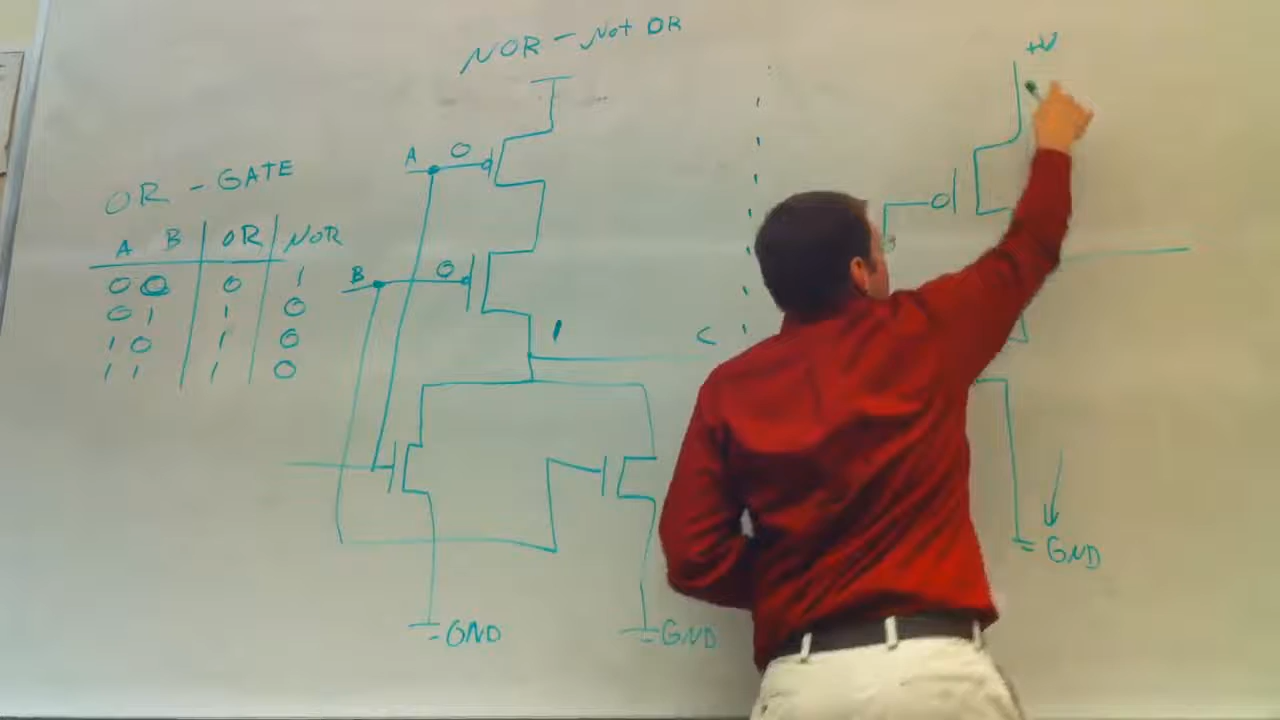 NOR - Not OR
+V
OR - GATE
A B OR NOR
0 0 0 1
0 1 1 0
1 0 1 0
1 1 1 0
A 0
B 0
1
C
GND
GND
GND